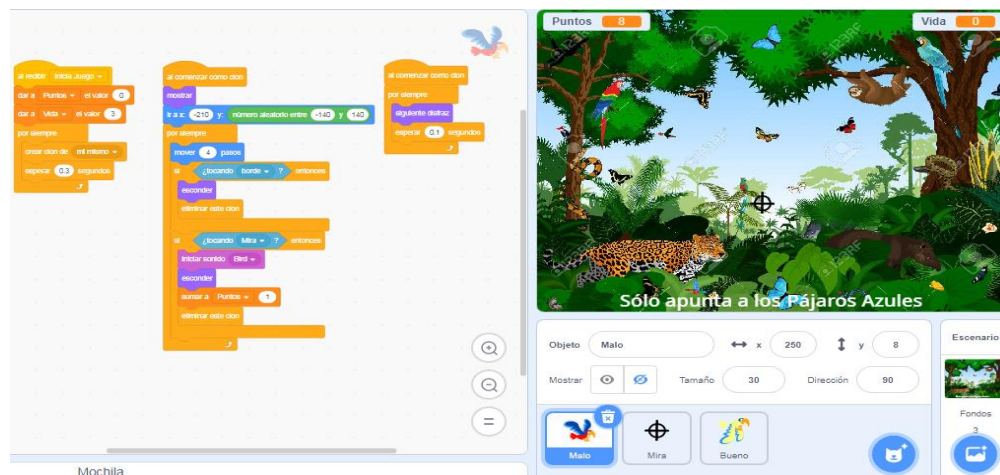 al recibir Inicia Juego
dar a Puntos el valor 0
dar a Vida el valor 3
por siempre
crear clon de mí mismo
esperar 0.3 segundos
al comenzar como clon
mostrar
ir a x: -210 y: número aleatorio entre -140 y 140
por siempre
mover 4 pasos
si ¿tocando borde ? entonces
esconder
eliminar este clon
si ¿tocando Mira ? entonces
iniciar sonido Bird
esconder
sumar a Puntos 1
eliminar este clon
al comenzar como clon
por siempre
siguiente disfraz
esperar 0.1 segundos
Mochila
Puntos 8
Vida 0
Sólo apunta a los Pájaros Azules
Objeto Malo x 250 y 8
Mostrar Tamaño 30 Dirección 90
Malo
Mira
Bueno
Escenario
Fondos
3